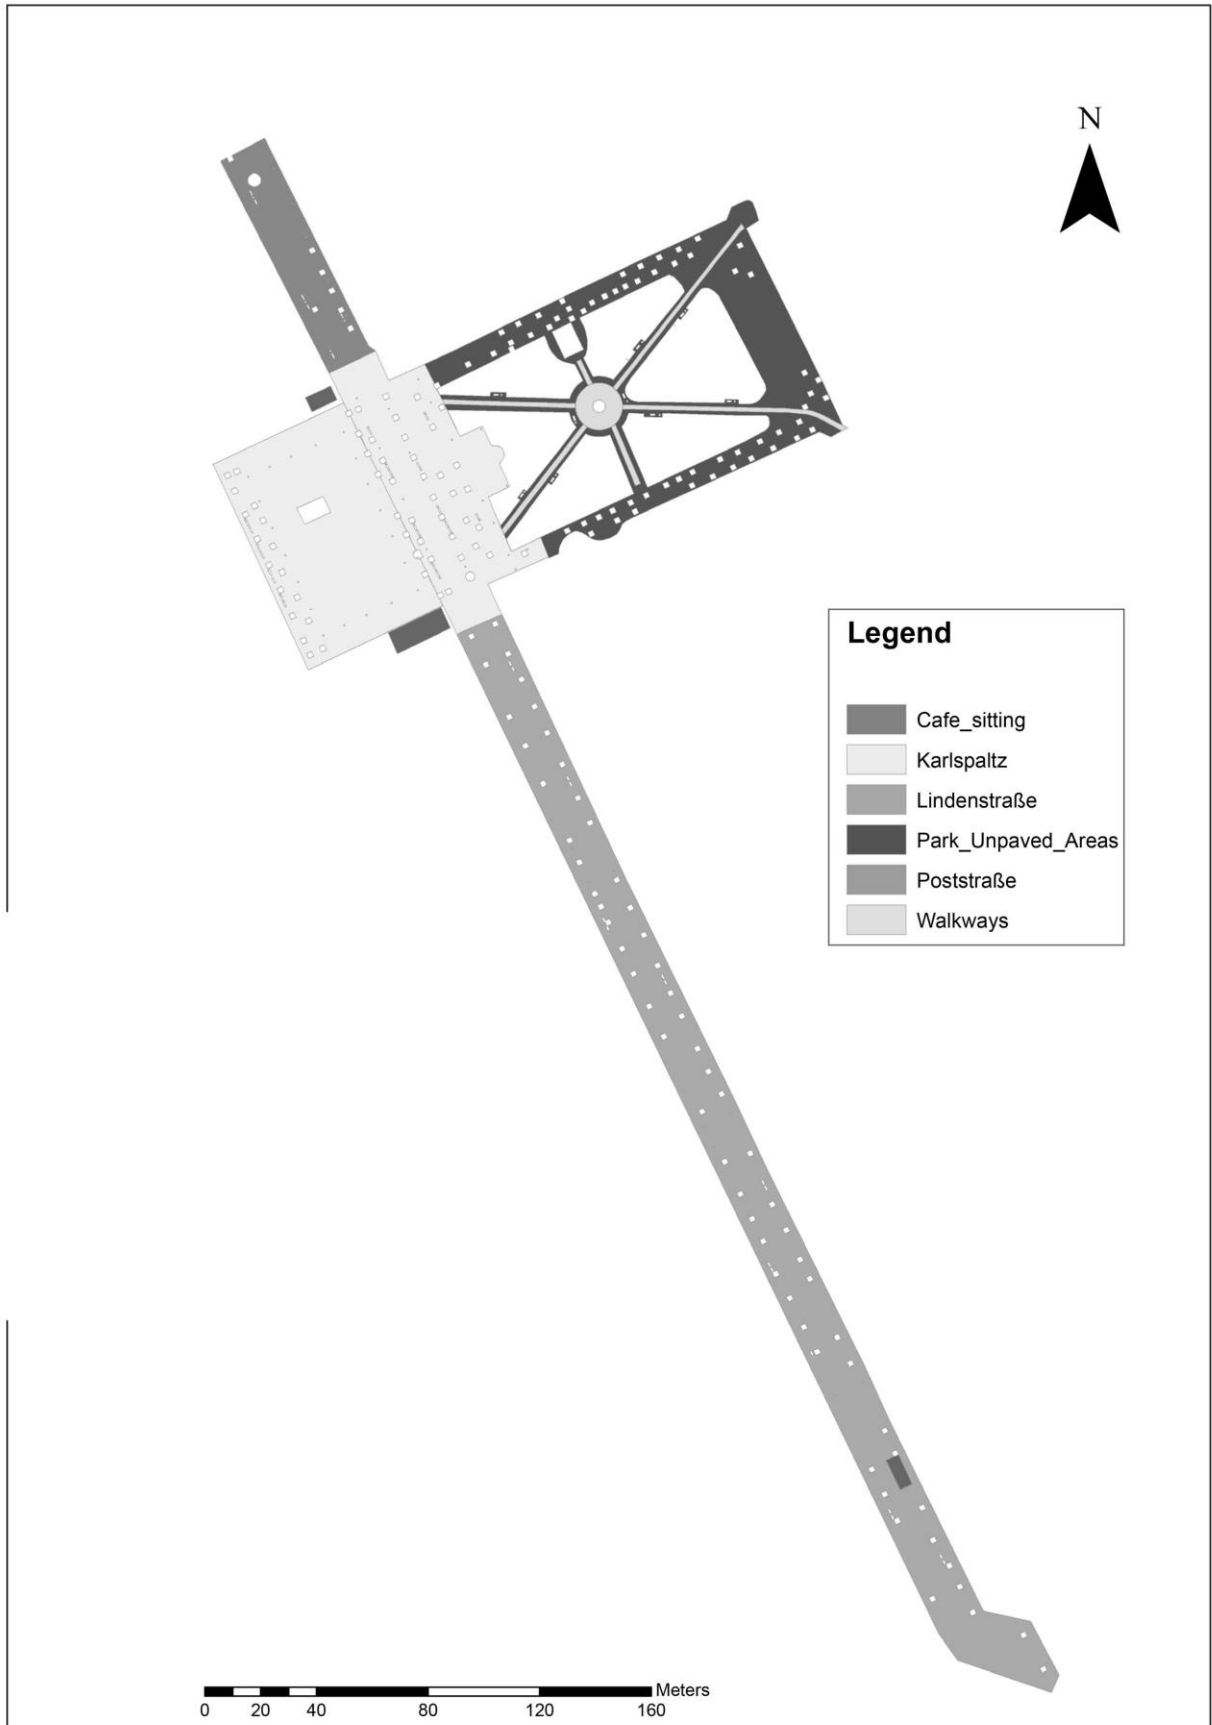 N
Legend
Cafe_sitting
Karlspaltz
Lindenstraße
Park_Unpaved_Areas
Poststraße
Walkways
Meters
0 20 40 80 120 160